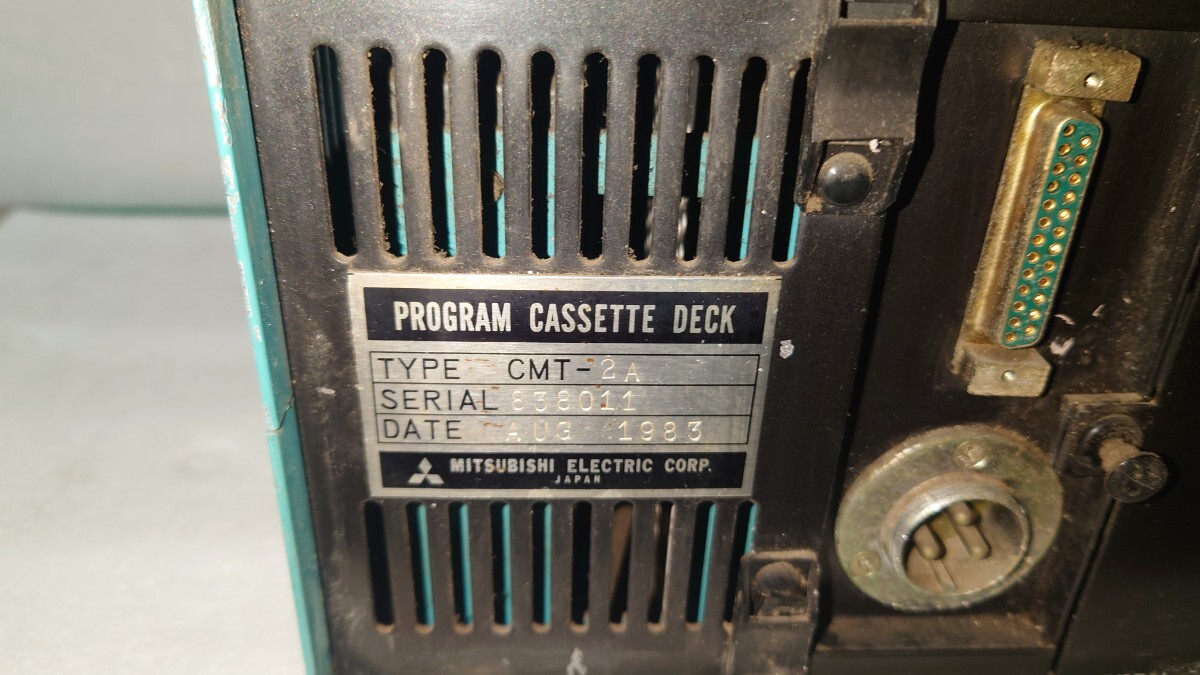 PROGRAM CASSETTE DECK
TYPE CMT-2A
SERIAL 838011
DATE AUG 1983
MITSUBISHI ELECTRIC CORP.
JAPAN